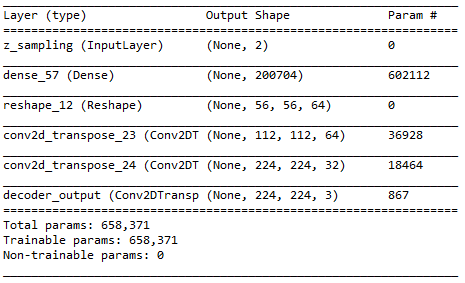 Layer (type) Output Shape Param #
z_sampling (InputLayer) (None, 2) 0
dense_57 (Dense) (None, 200704) 602112
reshape_12 (Reshape) (None, 56, 56, 64) 0
conv2d_transpose_23 (Conv2DT (None, 112, 112, 64) 36928
conv2d_transpose_24 (Conv2DT (None, 224, 224, 32) 18464
decoder_output (Conv2DTransp (None, 224, 224, 3) 867
Total params: 658,371
Trainable params: 658,371
Non-trainable params: 0